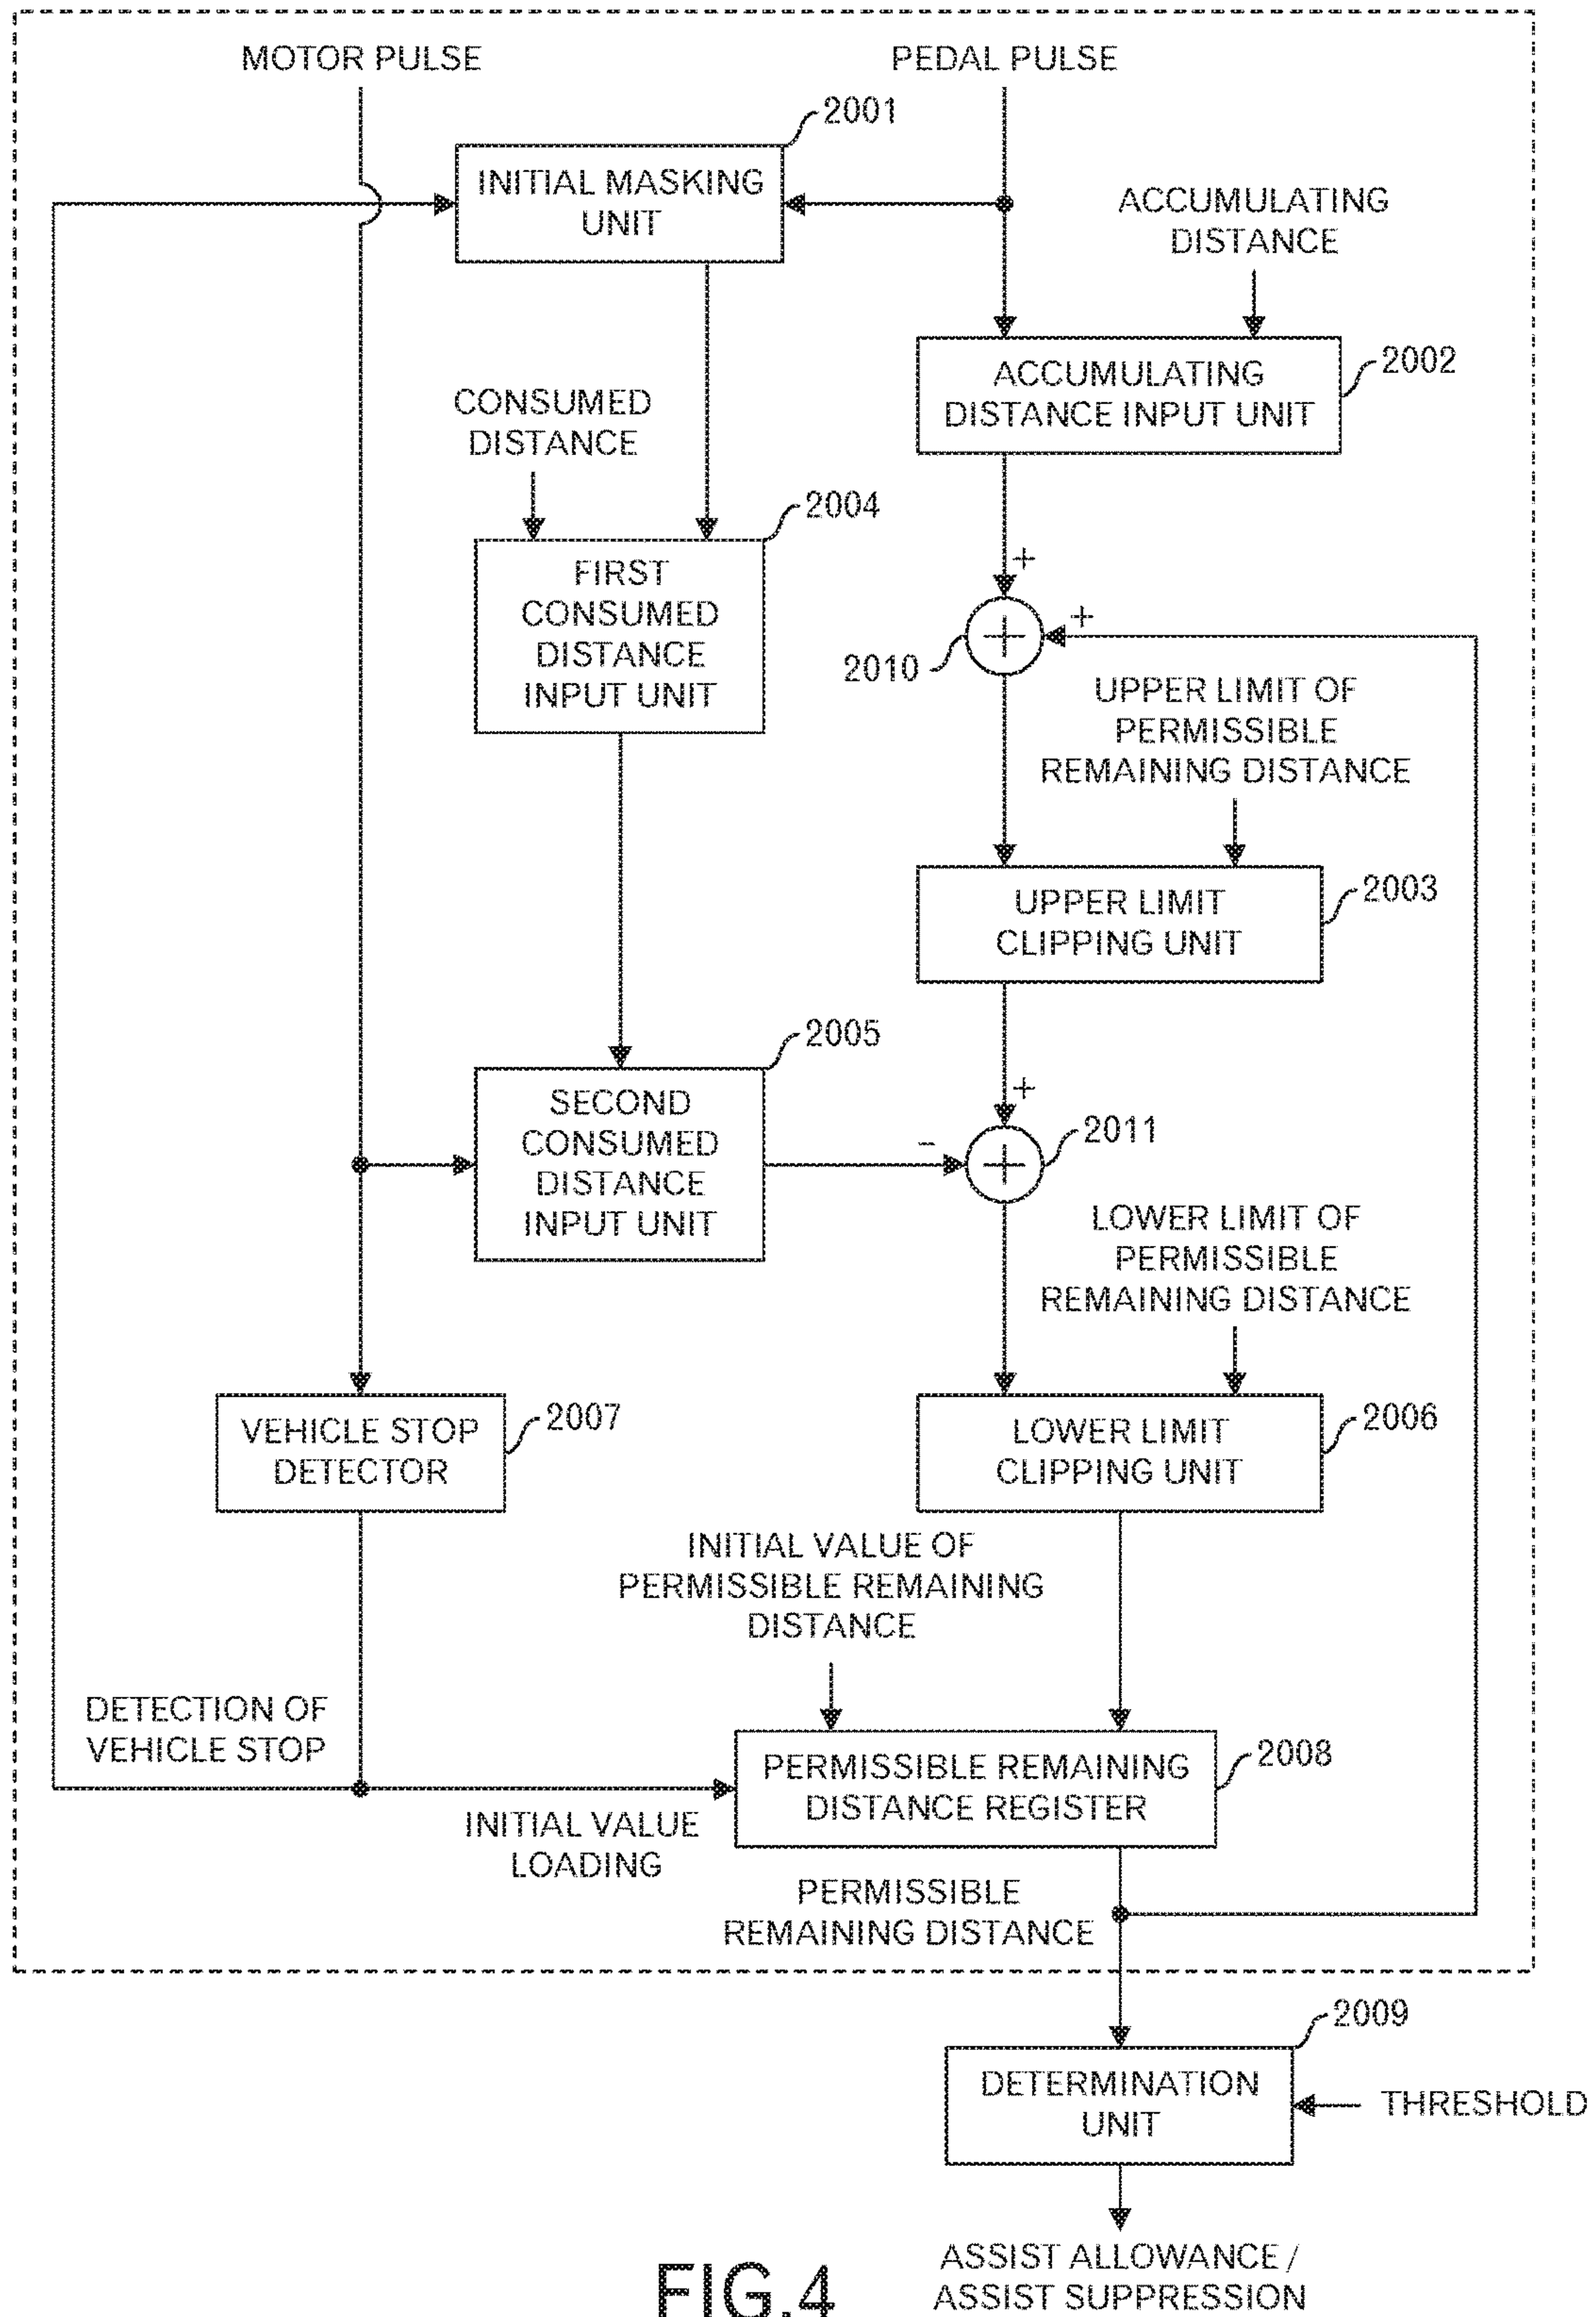 MOTOR PULSE
PEDAL PULSE
2001
INITIAL MASKING
UNIT
ACCUMULATING
DISTANCE
2002
ACCUMULATING
DISTANCE INPUT UNIT
CONSUMED
DISTANCE
2004
FIRST
CONSUMED
DISTANCE
INPUT UNIT
+
+
+
2010
UPPER LIMIT OF
PERMISSIBLE
REMAINING DISTANCE
2003
UPPER LIMIT
CLIPPING UNIT
2005
SECOND
CONSUMED
DISTANCE
INPUT UNIT
+
-
+
2011
LOWER LIMIT OF
PERMISSIBLE
REMAINING DISTANCE
2007
VEHICLE STOP
DETECTOR
2006
LOWER LIMIT
CLIPPING UNIT
INITIAL VALUE OF
PERMISSIBLE REMAINING
DISTANCE
DETECTION OF
VEHICLE STOP
2008
PERMISSIBLE REMAINING
DISTANCE REGISTER
INITIAL VALUE
LOADING
PERMISSIBLE
REMAINING DISTANCE
2009
DETERMINATION
UNIT
THRESHOLD
ASSIST ALLOWANCE /
ASSIST SUPPRESSION
FIG.4